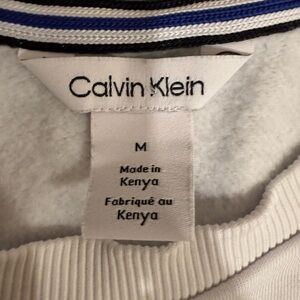 Calvin Klein
M
Made in
Kenya
Fabriqué au
Kenya